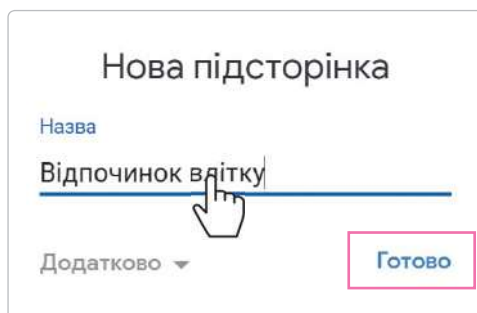 Нова підсторінка
Назва
Відпочинок влітку
Додатково
Готово